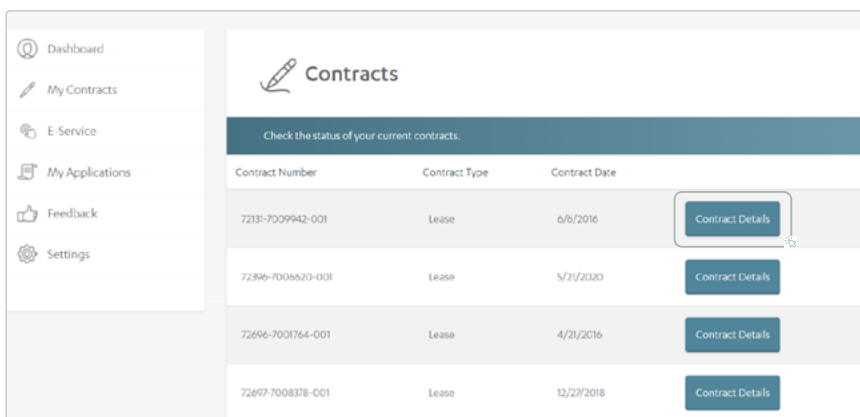 Dashboard
My Contracts
E-Service
My Applications
Feedback
Settings
Contracts
Check the status of your current contracts.
Contract Number Contract Type Contract Date
72131-7009942-001 Lease 6/6/2016 Contract Details
72396-7006620-001 Lease 5/21/2020 Contract Details
72696-7001764-001 Lease 4/21/2016 Contract Details
72697-7008378-001 Lease 12/27/2018 Contract Details